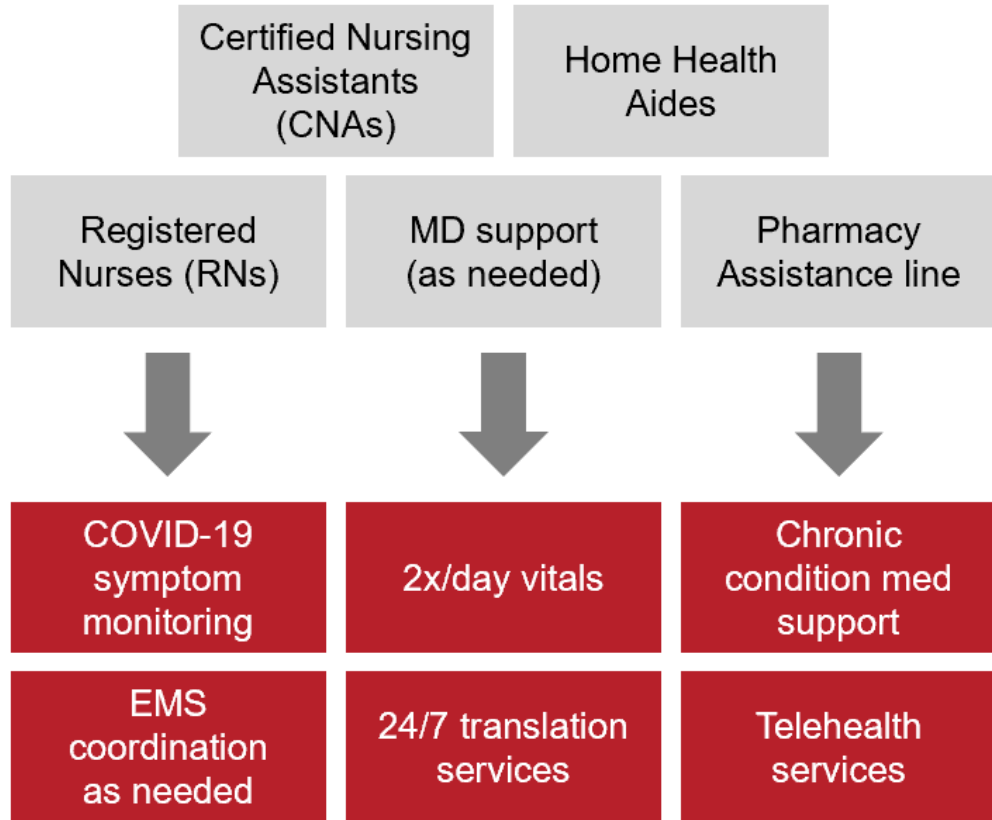 Certified Nursing
Assistants
(CNAs)
Home Health
Aides
Registered
Nurses (RNs)
MD support
(as needed)
Pharmacy
Assistance line
COVID-19
symptom
monitoring
2x/day vitals
Chronic
condition med
support
EMS
coordination
as needed
24/7 translation
services
Telehealth
services